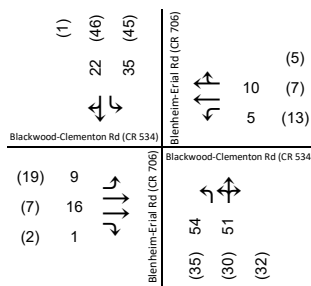 (1) (46) (45)
22 35
Blackwood-Clementon Rd (CR 534)
Blenheim-Erial Rd (CR 706)
(5)
10 (7)
5 (13)
(19) 9
(7) 16
(2) 1
Blenheim-Erial Rd (CR 706)
Blackwood-Clementon Rd (CR 534
54 51
(35) (30) (32)